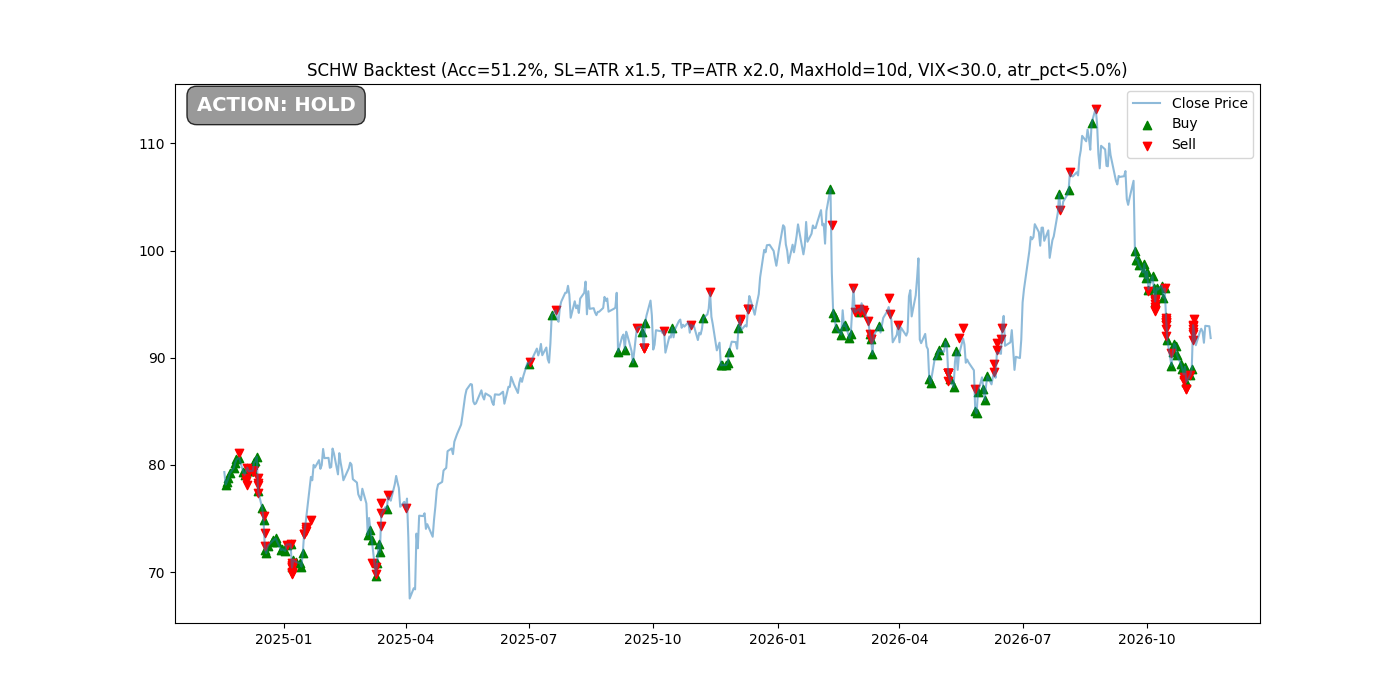 SCHW Backtest (Acc=51.2%, SL=ATR x1.5, TP=ATR x2.0, MaxHold=10d, VIX<30.0, atr_pct<5.0%)
ACTION: HOLD
Close Price
Buy
Sell
110
100
90
80
70
2025-01
2025-04
2025-07
2025-10
2026-01
2026-04
2026-07
2026-10